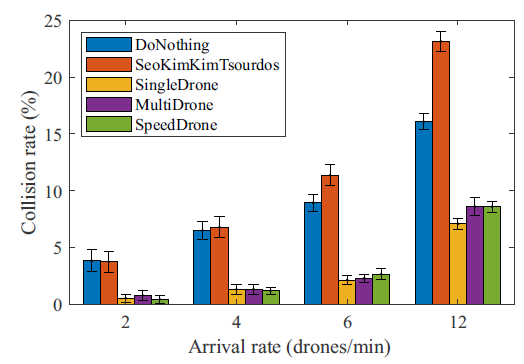 25
20
15
10
5
0
DoNothing
SeoKimKimTsourdos
SingleDrone
MultiDrone
SpeedDrone
Collision rate (%)
2 4 6 12
Arrival rate (drones/min)